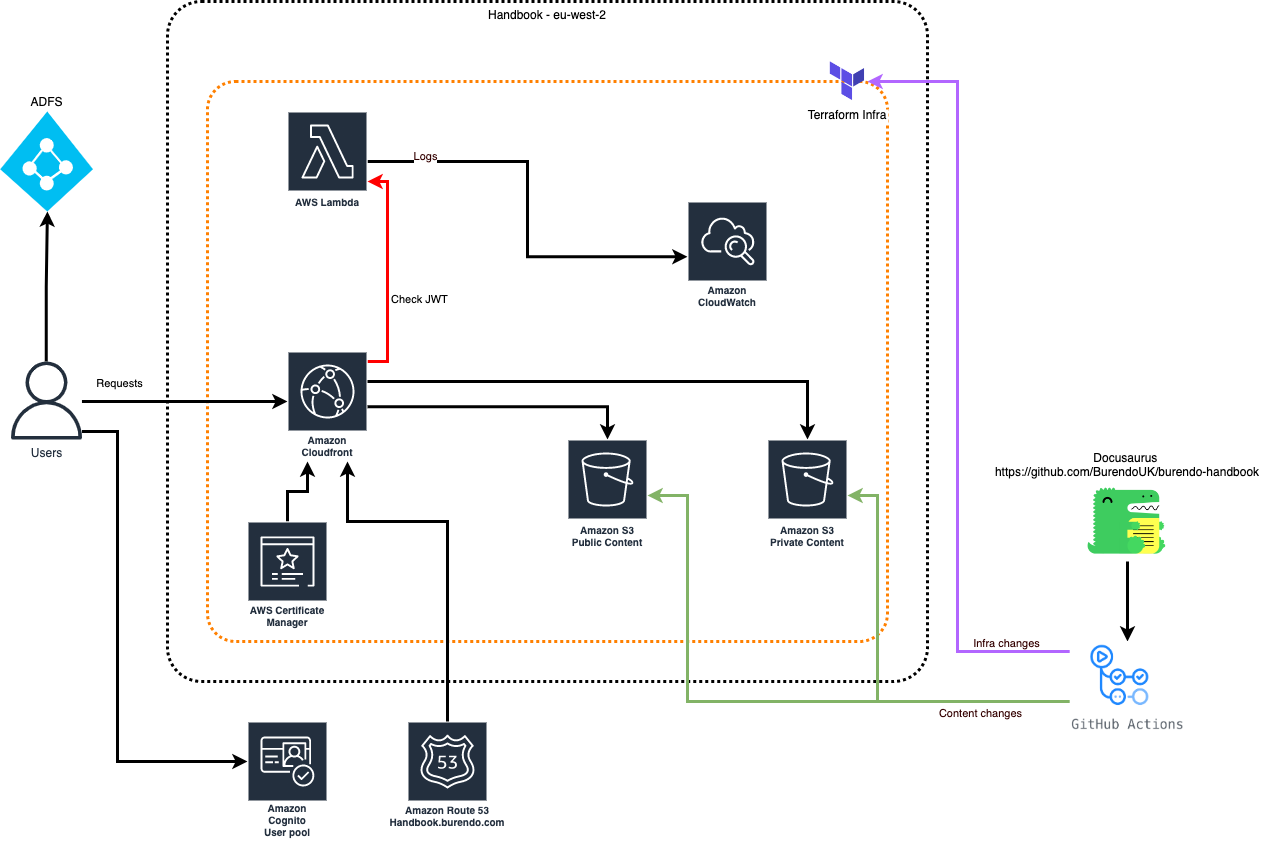 Handbook - eu-west-2
ADFS
Terraform Infra
Logs
AWS Lambda
Amazon
CloudWatch
Check JWT
Requests
Users
Amazon
Cloudfront
Amazon S3
Public Content
Amazon S3
Private Content
Docusaurus
https://github.com/BurendoUK/burendo-handbook
AWS Certificate
Manager
Infra changes
Content changes
GitHub Actions
53
Amazon
Cognito
User pool
Amazon Route 53
Handbook.burendo.com